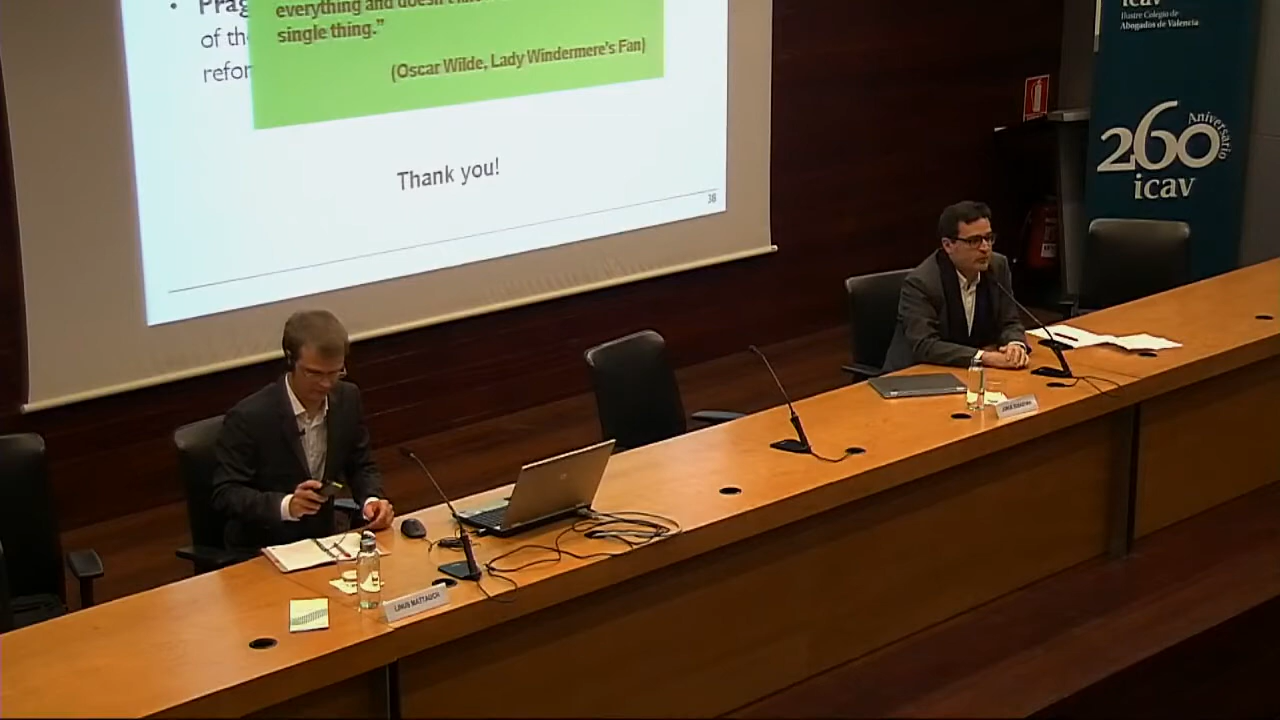 • Prag
everything and doesn't
single thing."
of th
refor
(Oscar Wilde, Lady Windermere's Fan)
Thank you!
36
icav
Ilustre Colegio de
Abogados de Valencia
260
Aniversario
icav
LINUS MATTAUCH